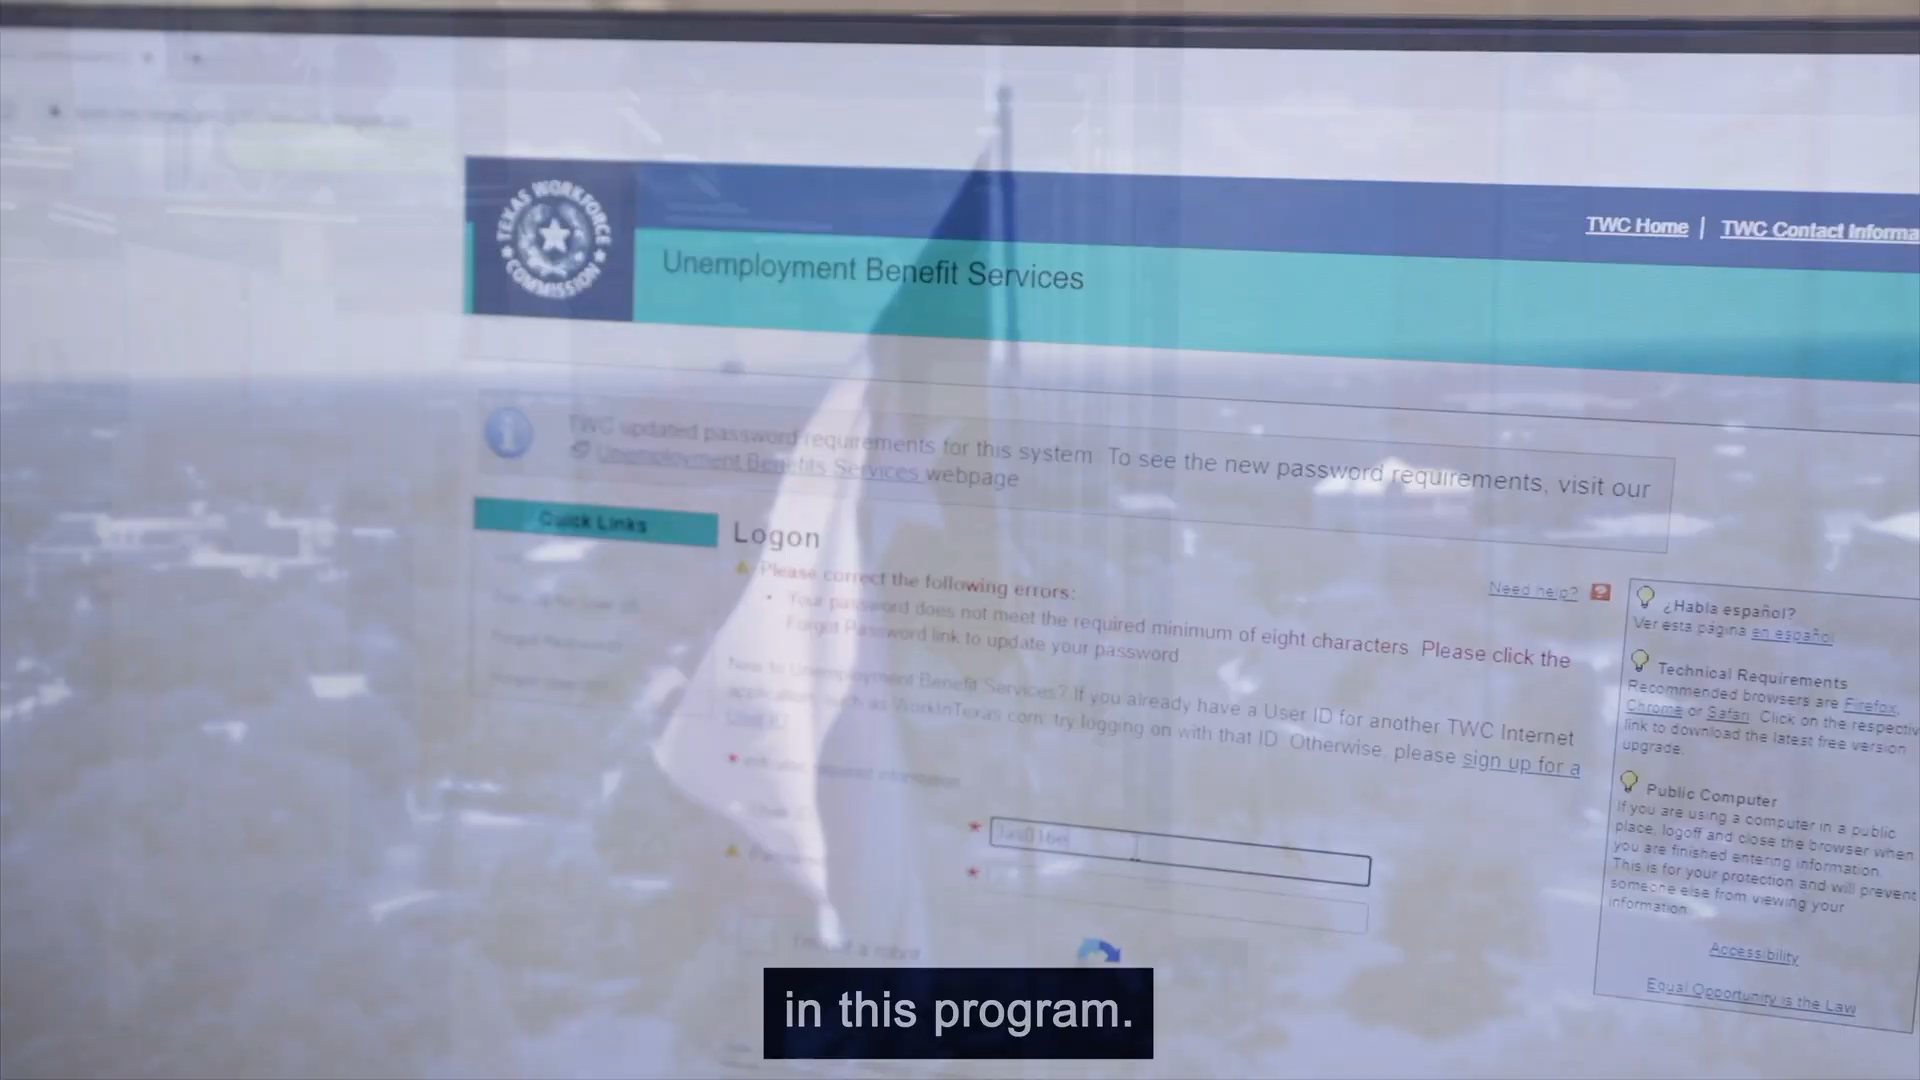 TEXAS WORKFORCE COMMISSION
TWC Home | TWC Contact Informa
Unemployment Benefit Services
TWC updated password requirements for this system. To see the new password requirements, visit our
Unemployment Benefits Services webpage
Quick Links
Logon
Please correct the following errors:
Your password does not meet the required minimum of eight characters. Please click the
Forgot Password link to update your password
New to Unemployment Benefit Services? If you already have a User ID for another TWC Internet
application, such as WorkInTexas.com, try logging on with that ID. Otherwise, please sign up for a
User ID
* indicates required information
I'm not a robot
Need help?
¿Habla español?
Ver esta página en español
Technical Requirements
Recommended browsers are Firefox,
Chrome or Safari. Click on the respectiv
link to download the latest free version
upgrade.
Public Computer
If you are using a computer in a public
place, logoff and close the browser when
you are finished entering information.
This is for your protection and will prevent
someone else from viewing your
information.
Accessibility
Equal Opportunity is the Law
in this program.